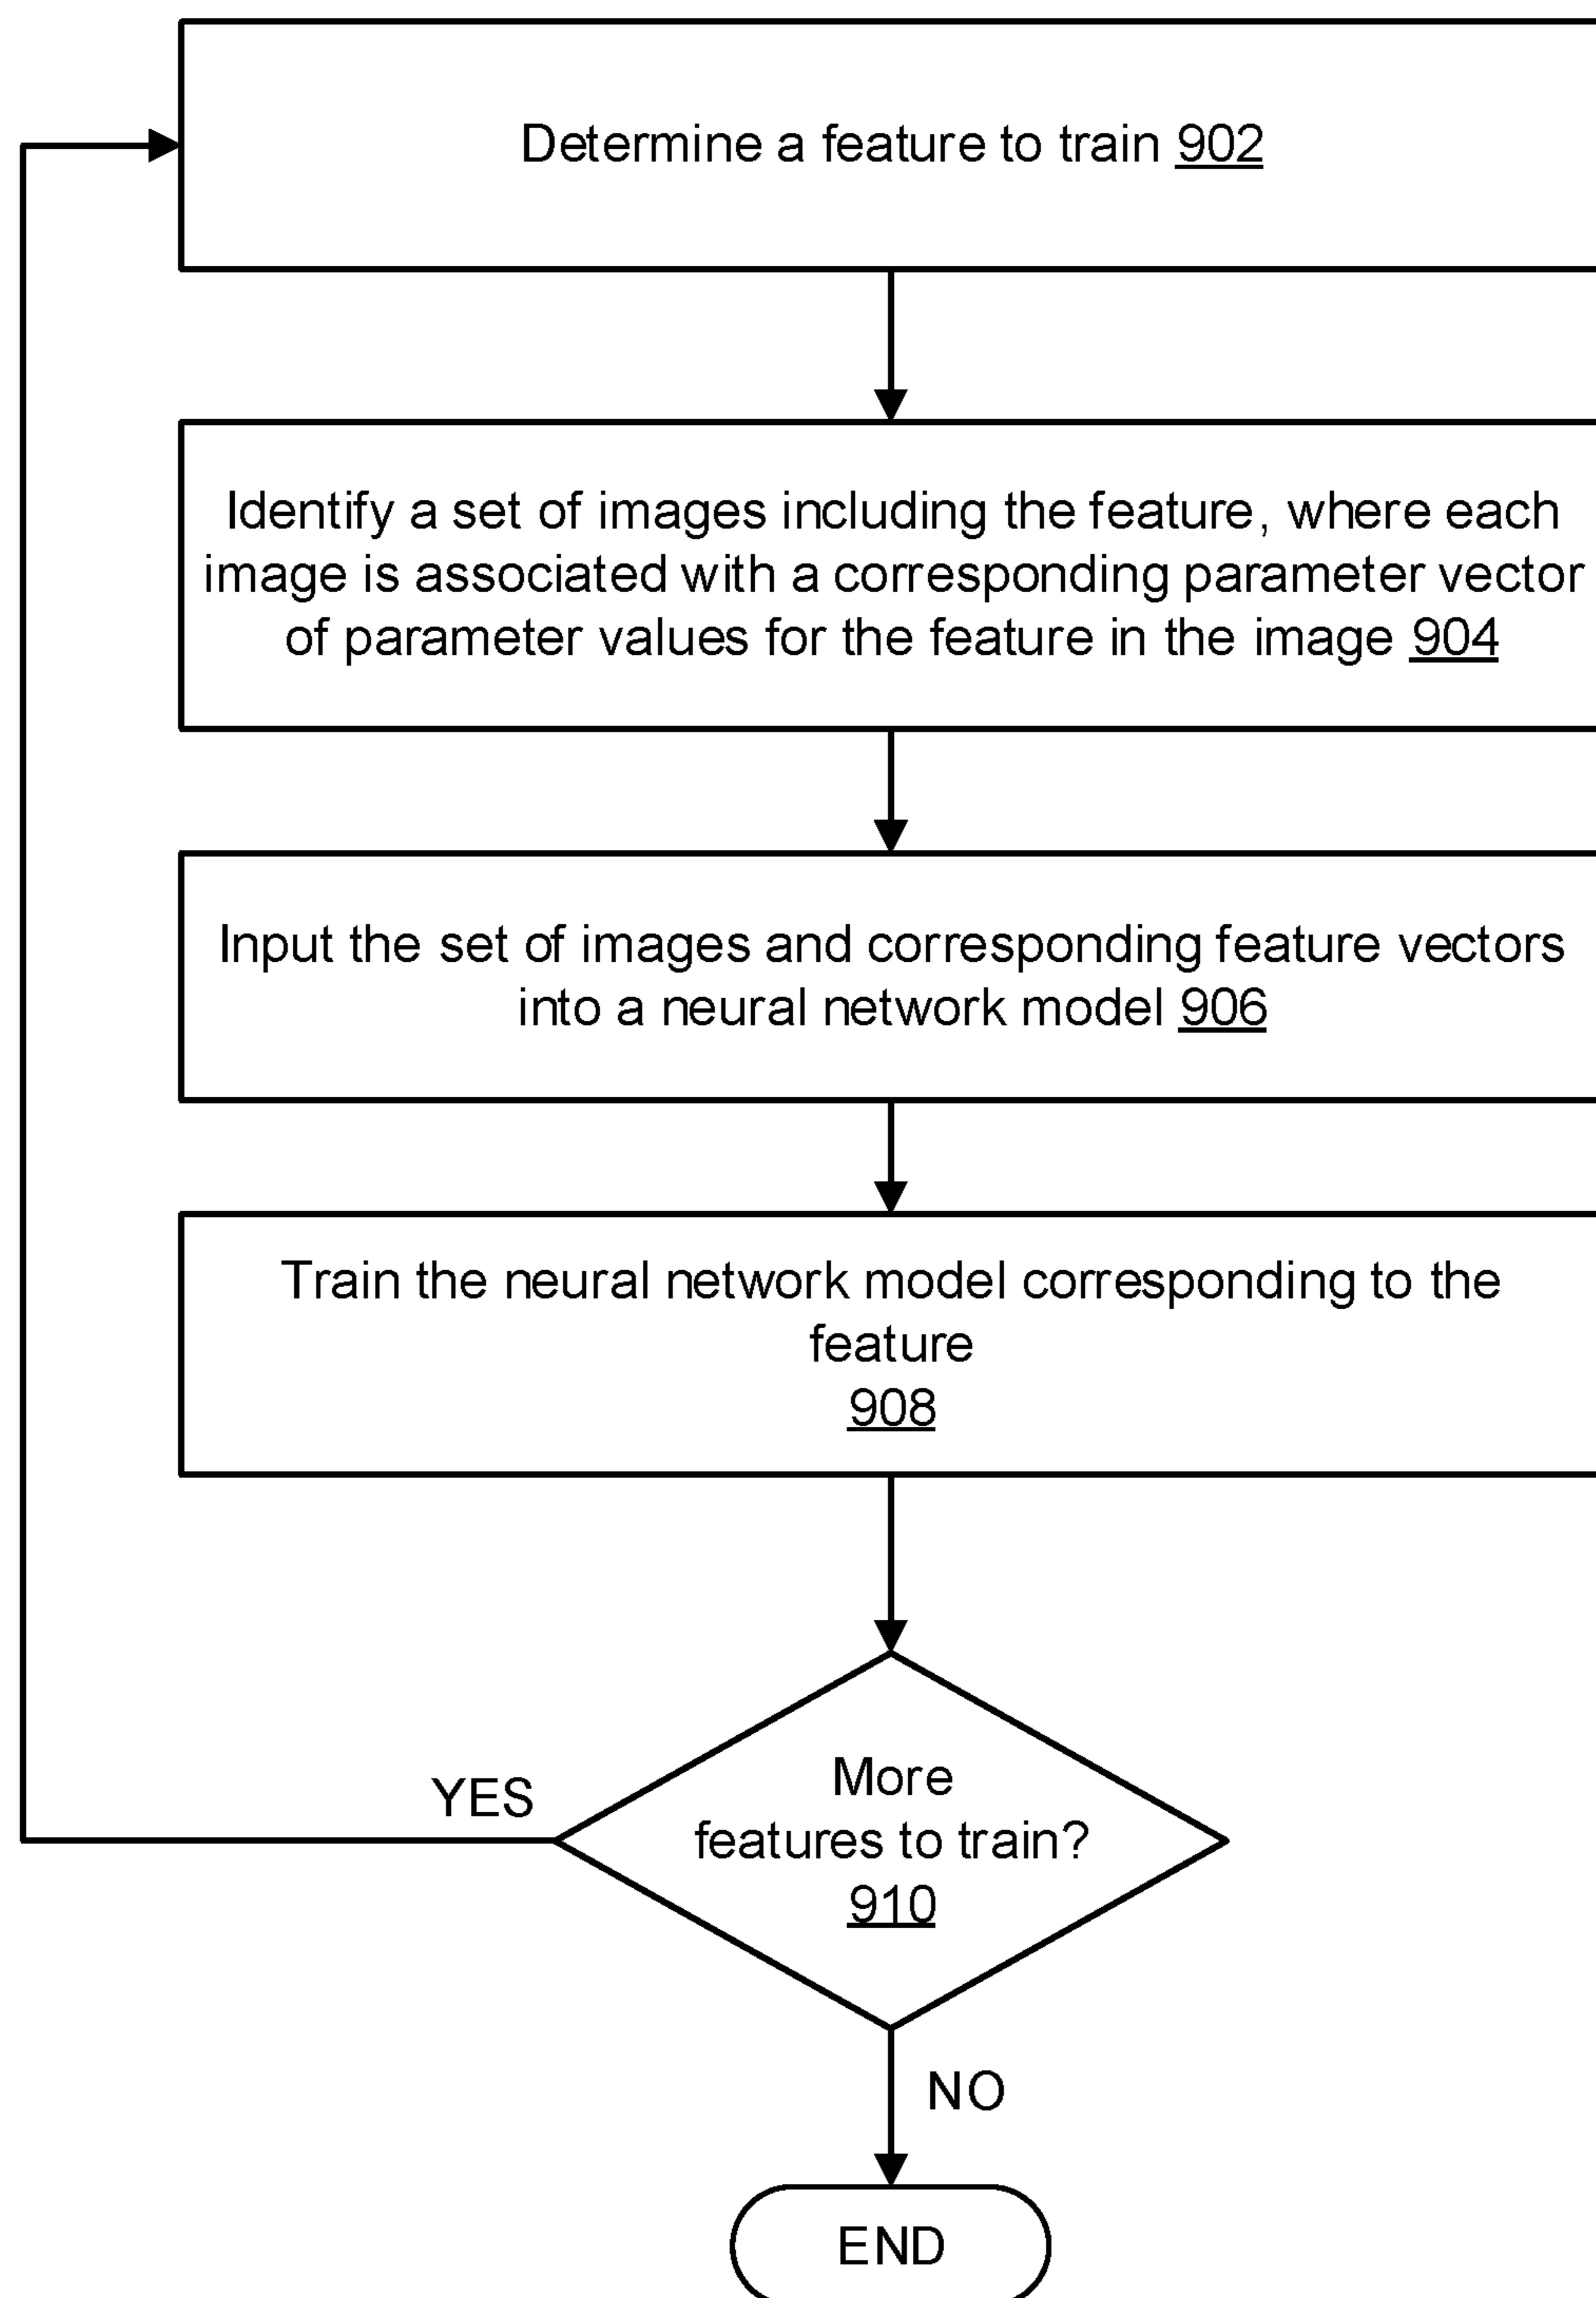 Determine a feature to train 902
Identify a set of images including the feature, where each
image is associated with a corresponding parameter vector
of parameter values for the feature in the image 904
Input the set of images and corresponding feature vectors
into a neural network model 906
Train the neural network model corresponding to the
feature
908
More
features to train?
910
YES
NO
END